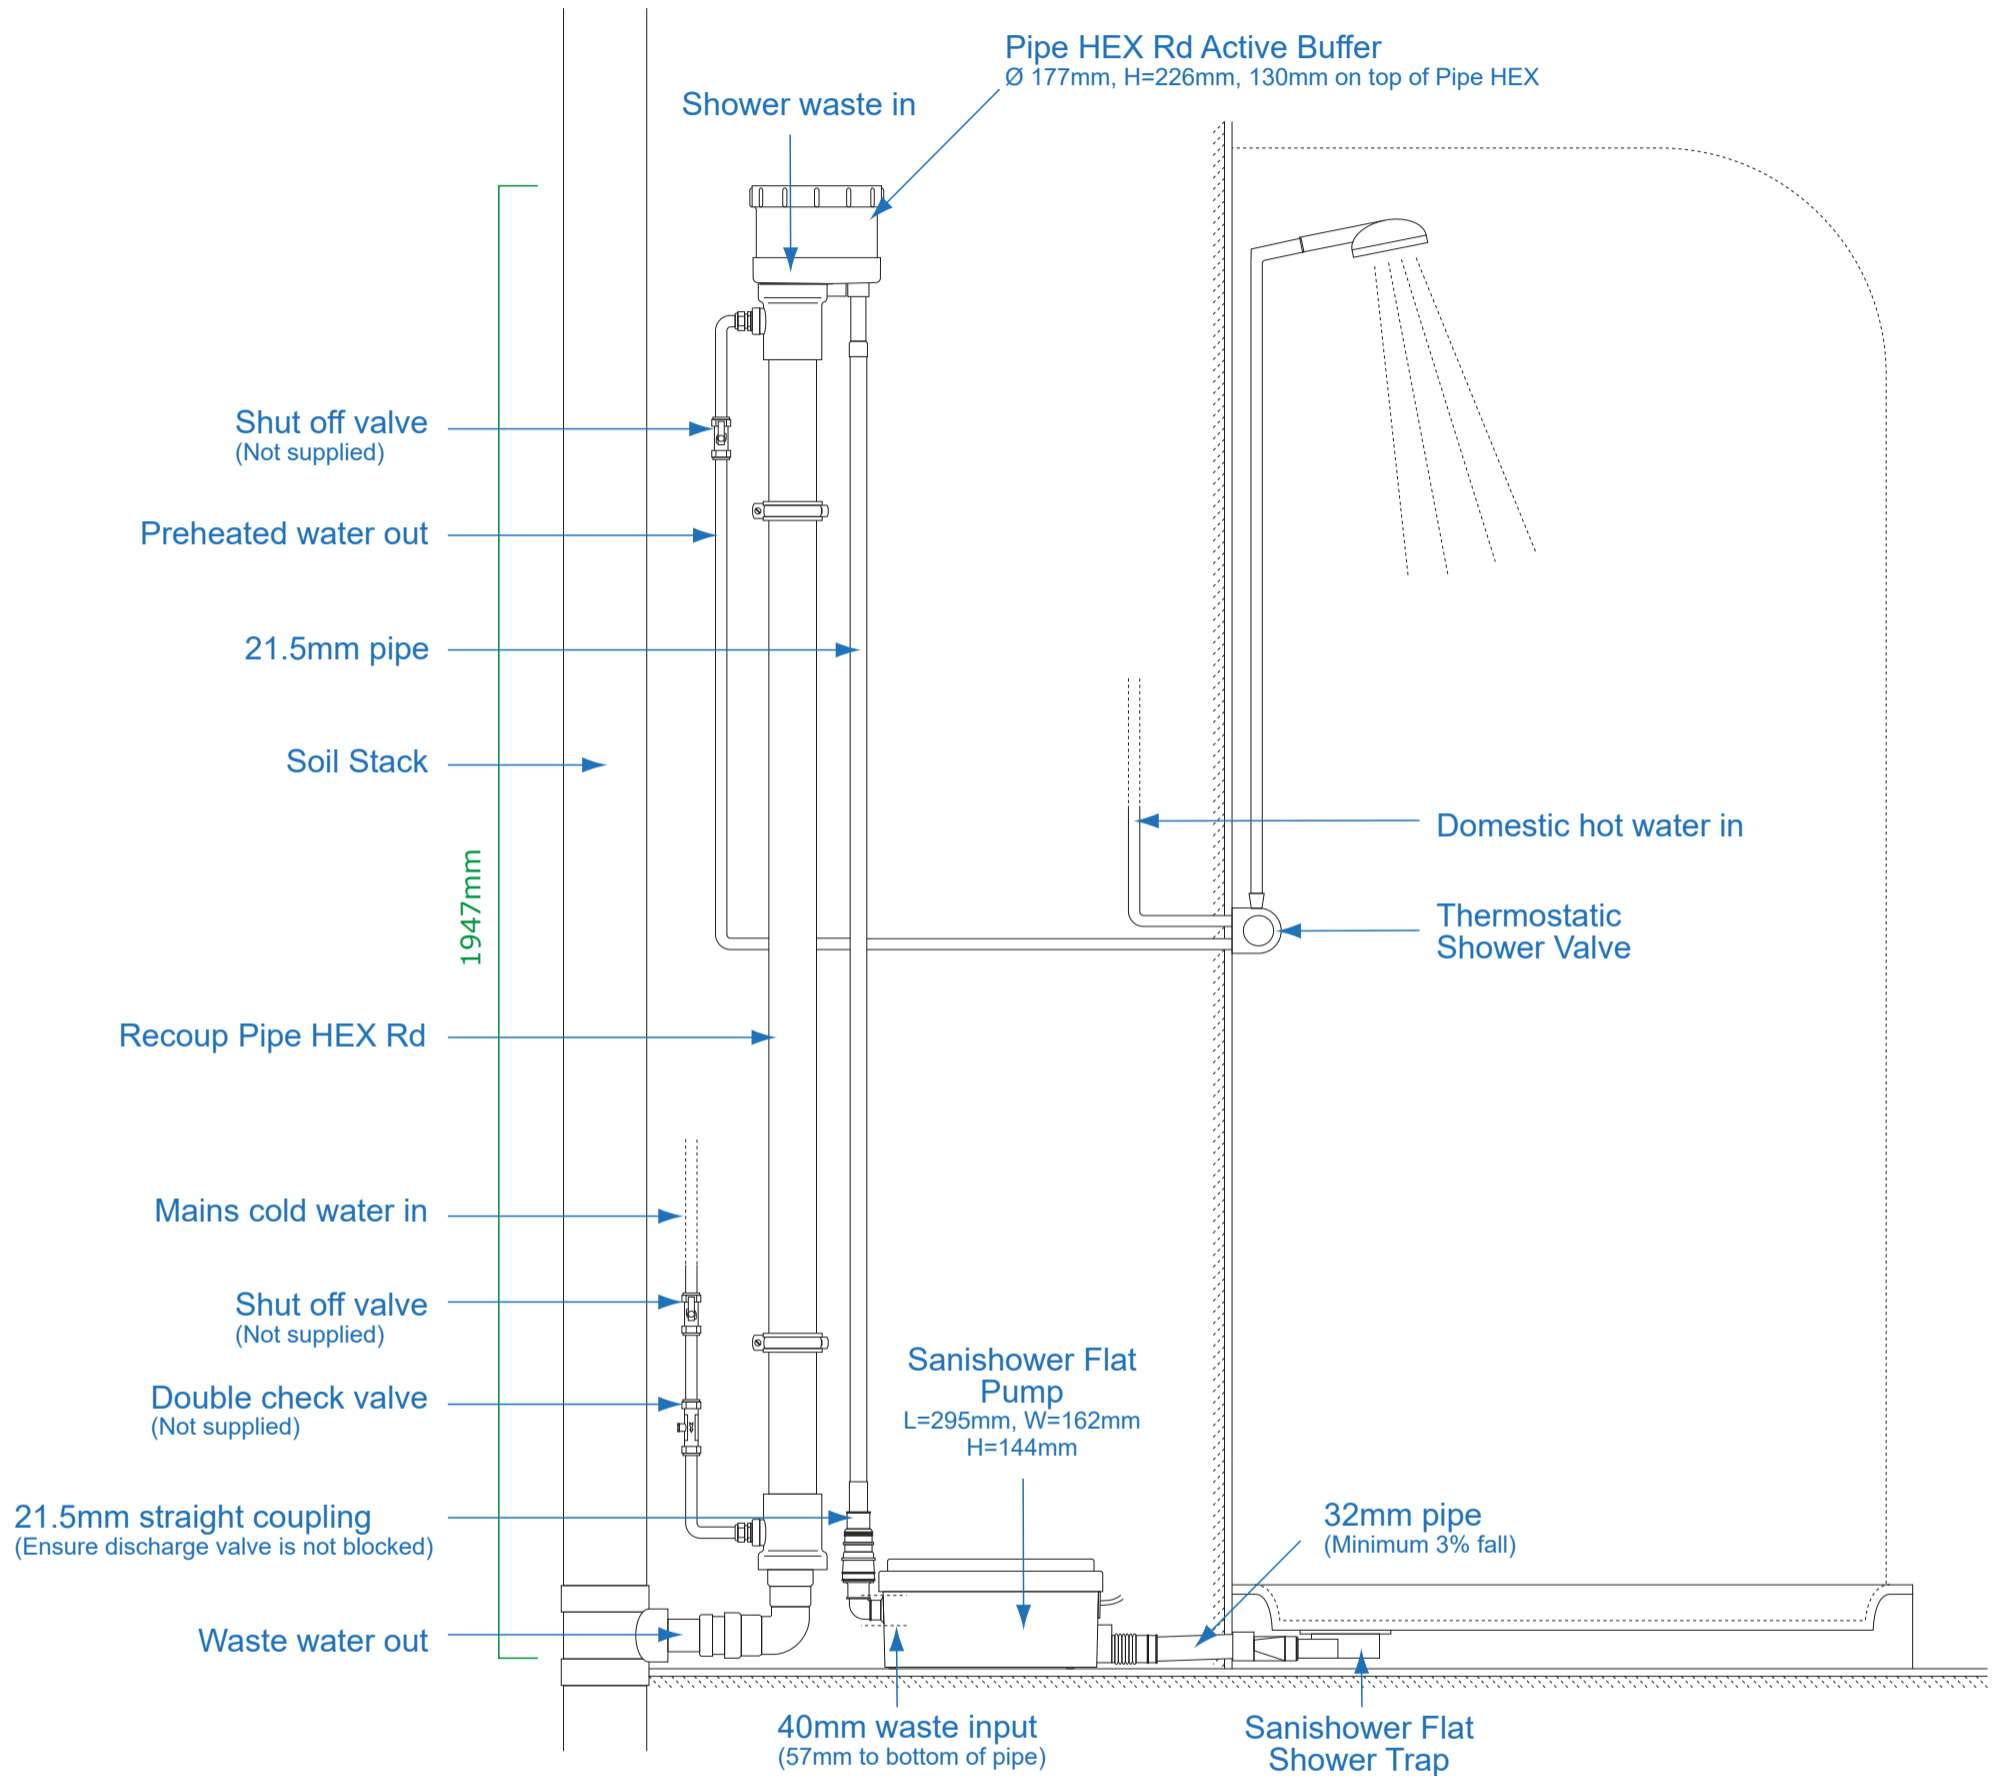 Pipe HEX Rd Active Buffer
Ø 177mm, H=226mm, 130mm on top of Pipe HEX
Shower waste in
Shut off valve
(Not supplied)
Preheated water out
21.5mm pipe
Soil Stack
1947mm
Domestic hot water in
Thermostatic
Shower Valve
Recoup Pipe HEX Rd
Mains cold water in
Shut off valve
(Not supplied)
Double check valve
(Not supplied)
Sanishower Flat
Pump
L=295mm, W=162mm
H=144mm
21.5mm straight coupling
(Ensure discharge valve is not blocked)
32mm pipe
(Minimum 3% fall)
Waste water out
40mm waste input
(57mm to bottom of pipe)
Sanishower Flat
Shower Trap